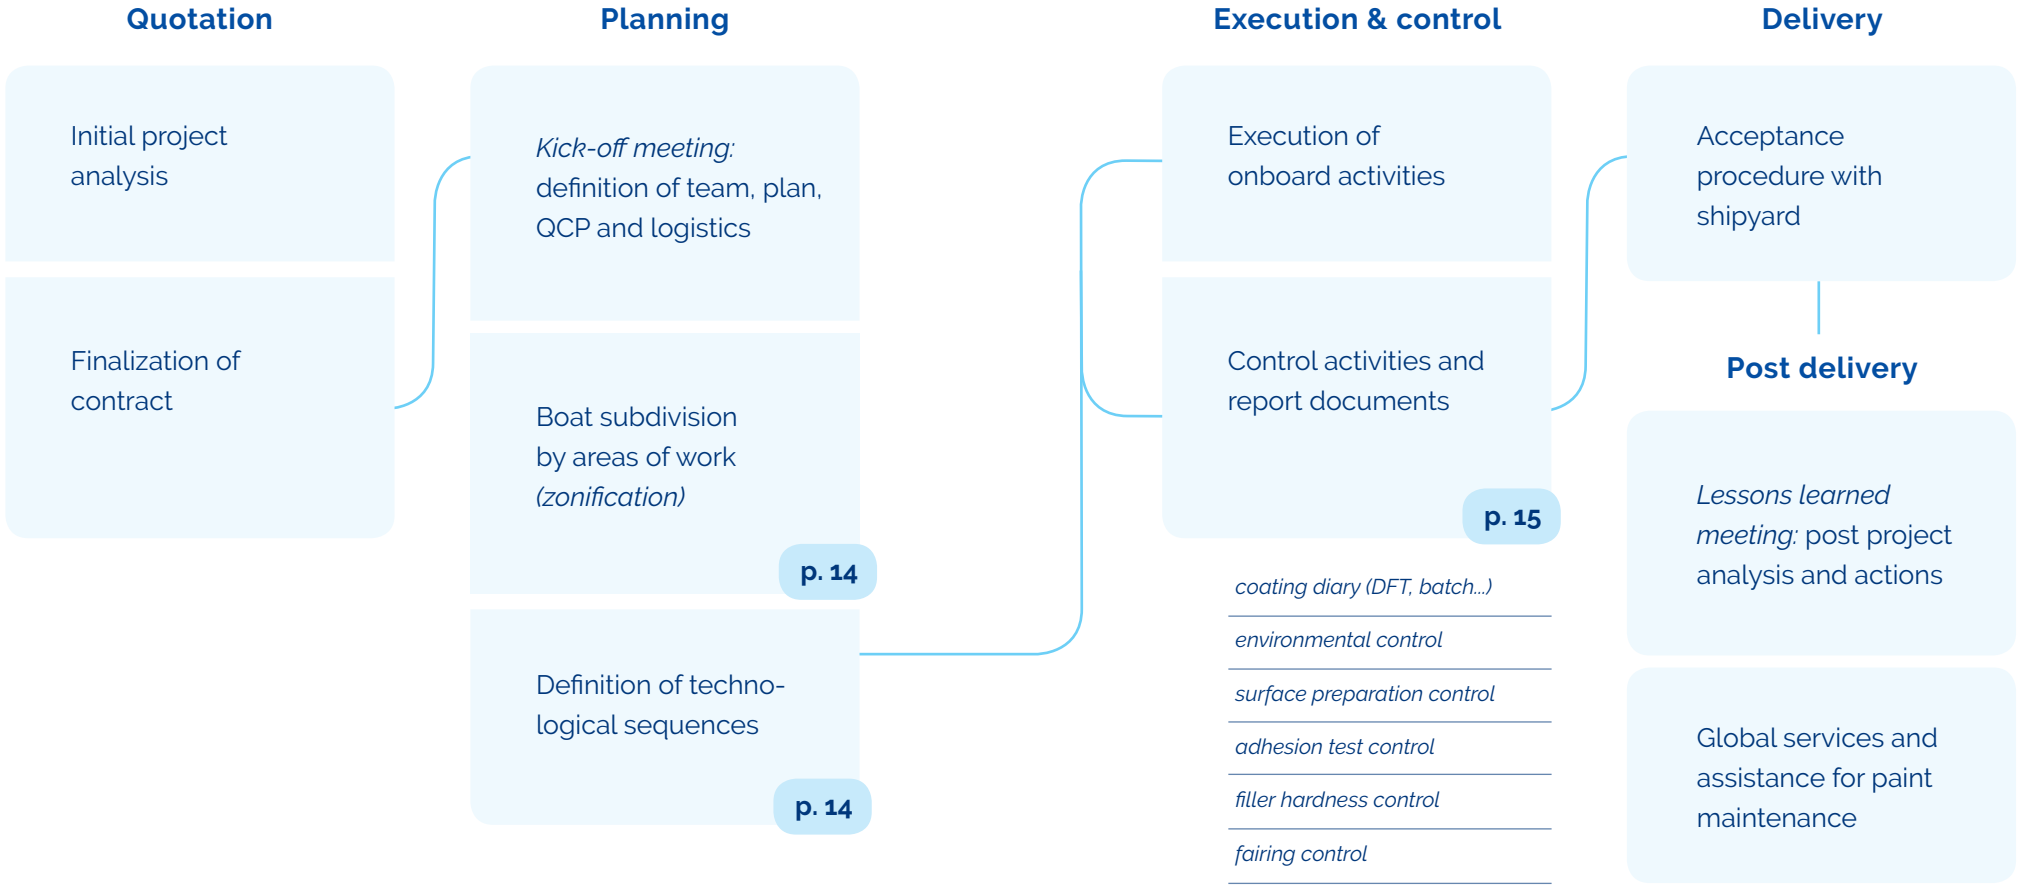 Quotation
Initial project
analysis
Finalization of
contract
Planning
Kick-off meeting:
definition of team, plan,
QCP and logistics
Boat subdivision
by areas of work
(zonification)
p. 14
Definition of techno-
logical sequences
p. 14
Execution & control
Execution of
onboard activities
Control activities and
report documents
p. 15
coating diary (DFT, batch...)
environmental control
surface preparation control
adhesion test control
filler hardness control
fairing control
Delivery
Acceptance
procedure with
shipyard
Post delivery
Lessons learned
meeting: post project
analysis and actions
Global services and
assistance for paint
maintenance